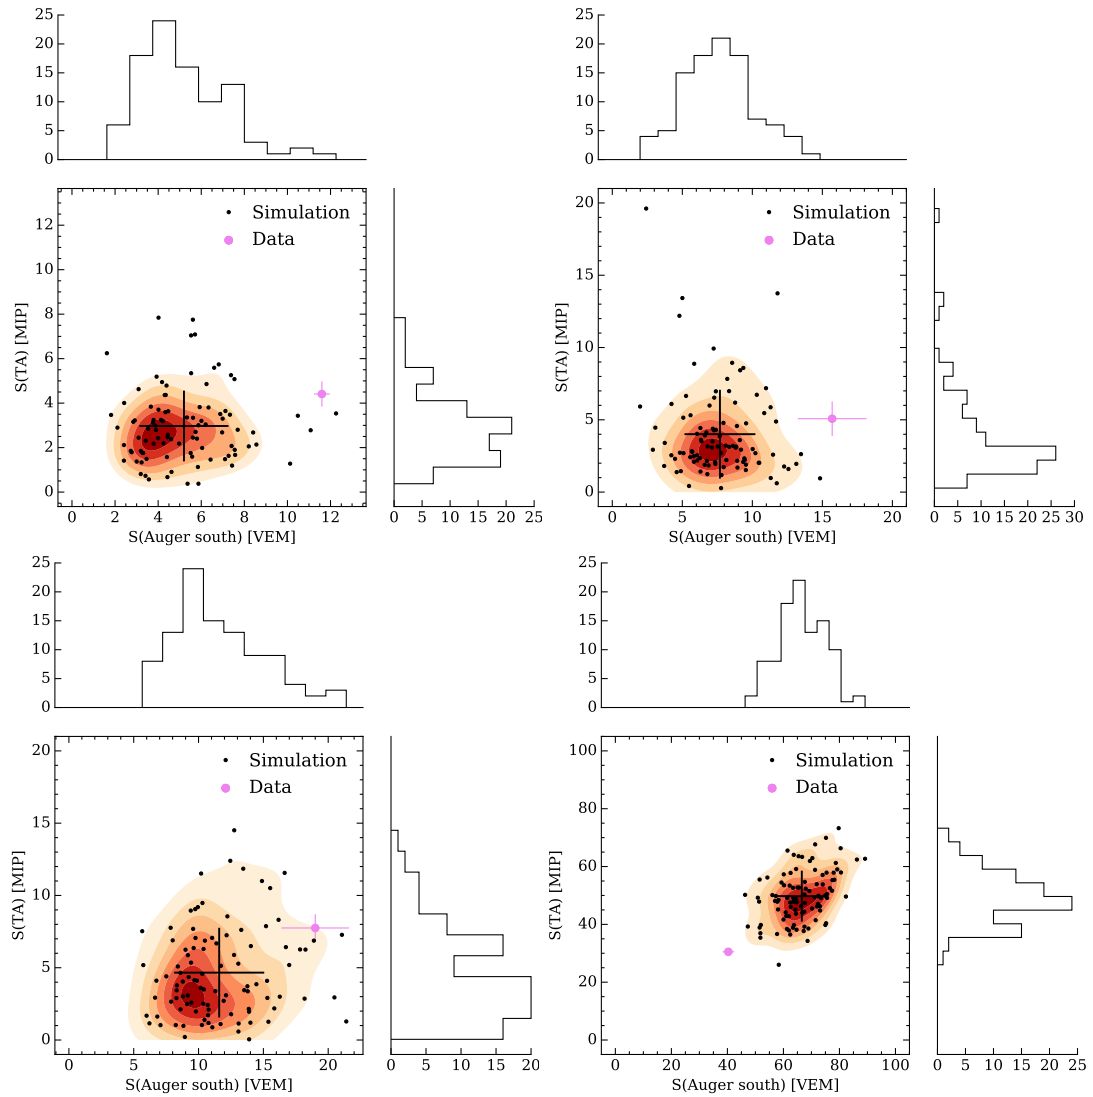 25
20
15
10
5
0
25
20
15
10
5
0
12
10
8
6
4
2
0
S(TA) [MIP]
Simulation
Data
0 2 4 6 8 10 12
S(Auger south) [VEM]
0 5 10 15 20 25
20
15
10
5
0
S(TA) [MIP]
Simulation
Data
0 5 10 15 20
S(Auger south) [VEM]
0 5 10 15 20 25 30
25
20
15
10
5
0
25
20
15
10
5
0
20
15
10
5
0
S(TA) [MIP]
Simulation
Data
0 5 10 15 20
S(Auger south) [VEM]
0 5 10 15 20
100
80
60
40
20
0
S(TA) [MIP]
Simulation
Data
0 20 40 60 80 100
S(Auger south) [VEM]
0 5 10 15 20 25